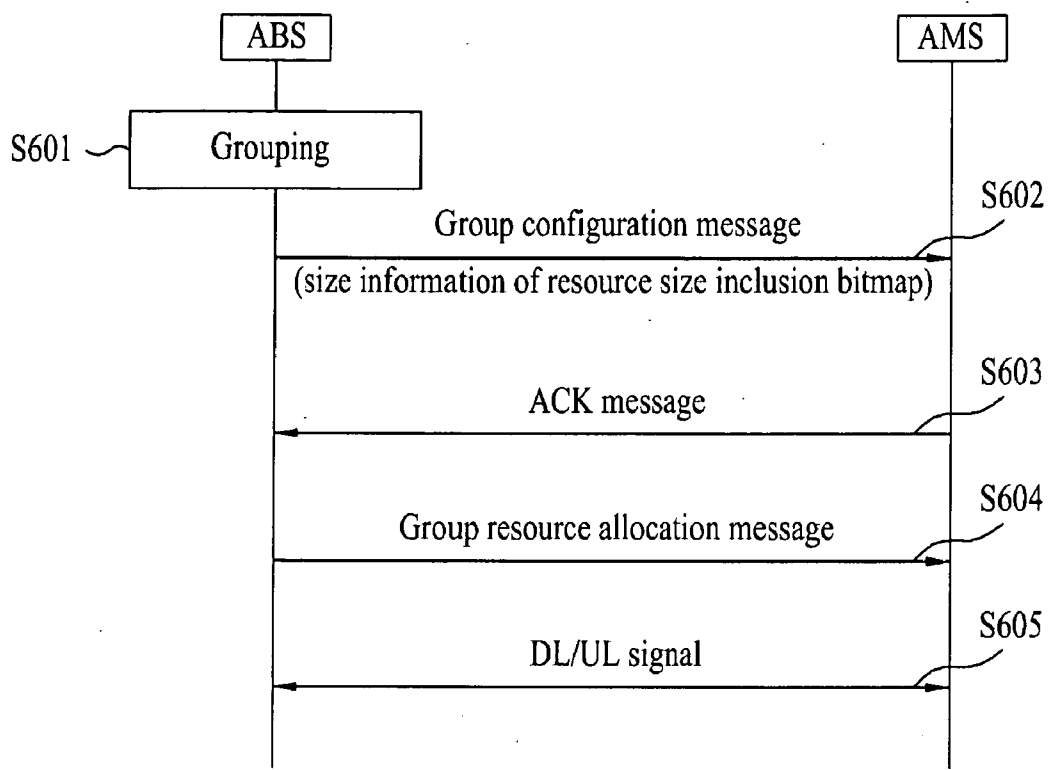 ABS
AMS
S601
Grouping
S602
Group configuration message
(size information of resource size inclusion bitmap)
S603
ACK message
S604
Group resource allocation message
S605
DL/UL signal